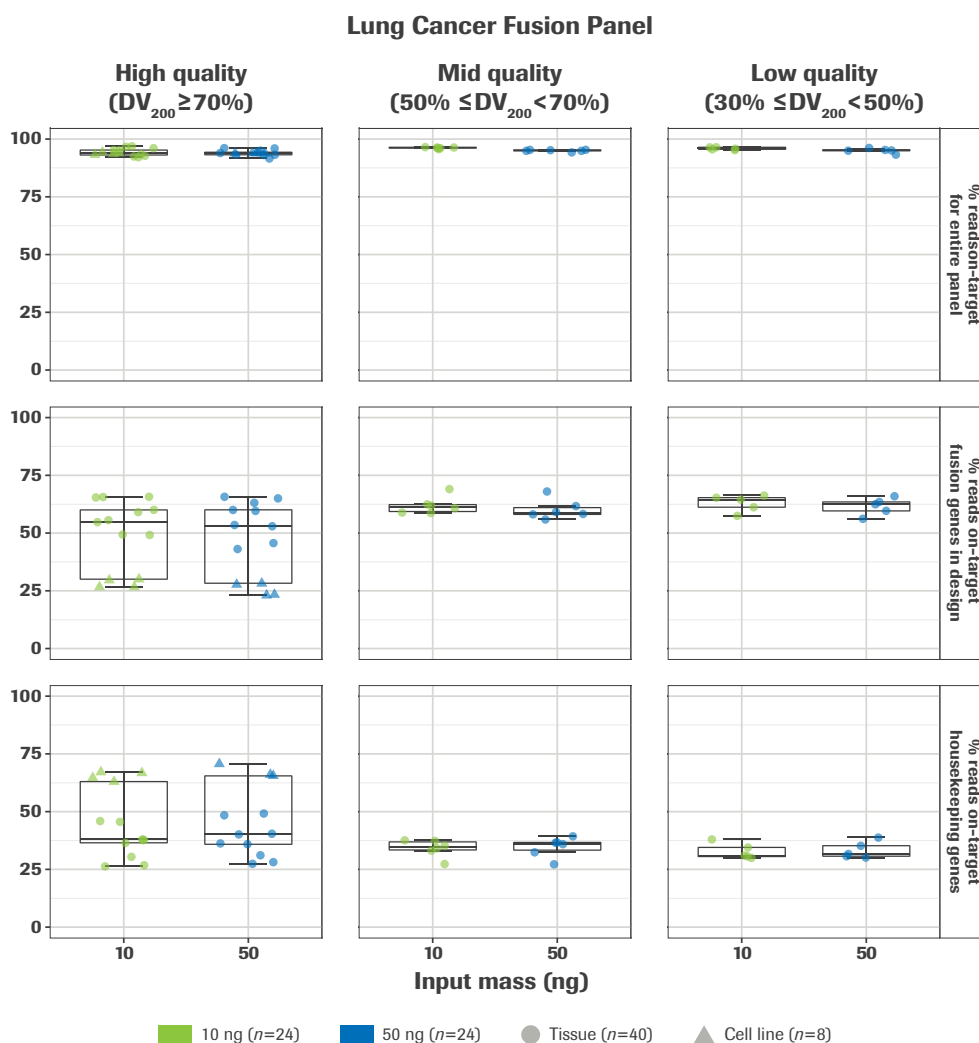 Lung Cancer Fusion Panel
High quality
(DV200 ≥70%)
Mid quality
(50% ≤DV200<70%)
Low quality
(30% ≤DV200<50%)
100
75
50
25
0
% readson-target
for entire panel
100
75
50
25
0
% reads on-target
fusion genes in design
100
75
50
25
0
% reads on-target
housekeeping genes
10
50
10
50
10
50
Input mass (ng)
10 ng (n=24)
50 ng (n=24)
Tissue (n=40)
Cell line (n=8)